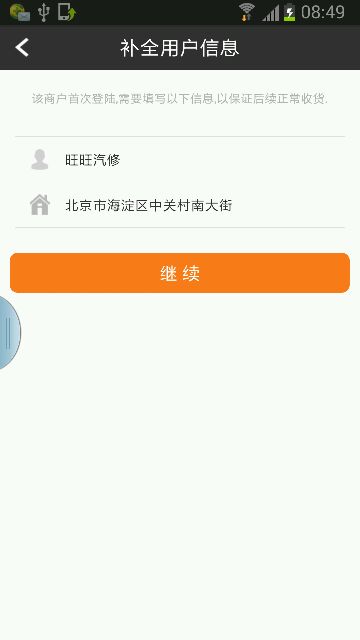 08:49
补全用户信息
该商户首次登陆,需要填写以下信息,以保证后续正常收货.
旺旺汽修
北京市海淀区中关村南大街
继续